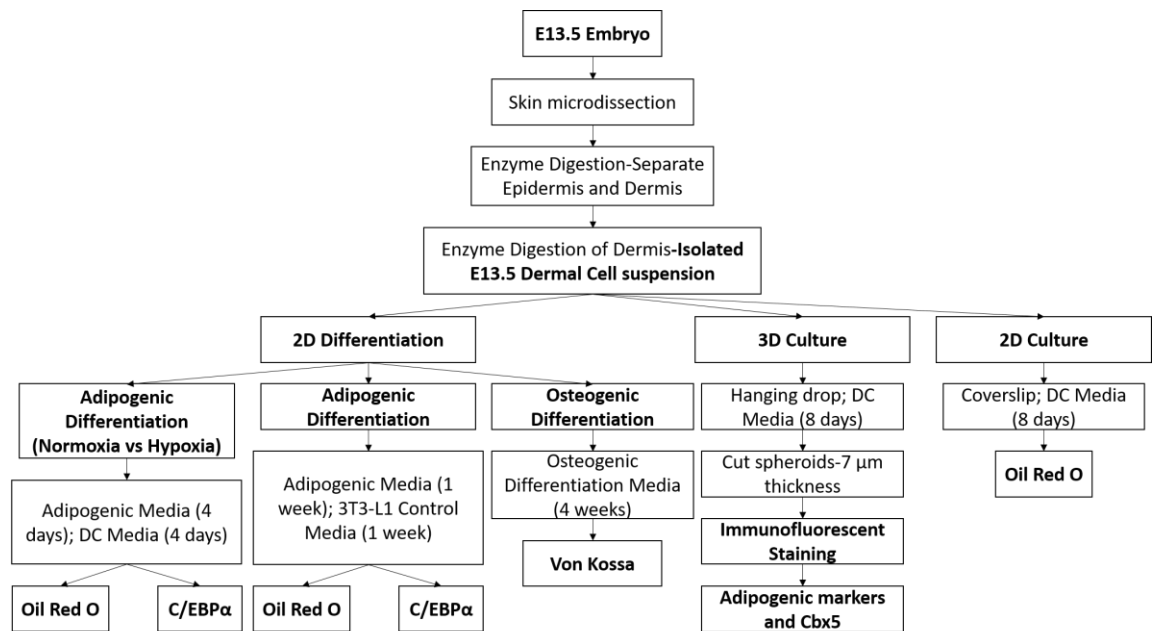 E13.5 Embryo
Skin microdissection
Enzyme Digestion-Separate
Epidermis and Dermis
Enzyme Digestion of Dermis-Isolated
E13.5 Dermal Cell suspension
2D Differentiation
3D Culture
2D Culture
Adipogenic
Differentiation
(Normoxia vs Hypoxia)
Adipogenic
Differentiation
Osteogenic
Differentiation
Hanging drop; DC
Media (8 days)
Coverslip; DC Media
(8 days)
Adipogenic Media (4
days); DC Media (4 days)
Adipogenic Media (1
week); 3T3-L1 Control
Media (1 week)
Osteogenic
Differentiation Media
(4 weeks)
Cut spheroids-7 µm
thickness
Oil Red O
Immunofluorescent
Staining
Von Kossa
Oil Red O
C/EBPα
Oil Red O
C/EBPα
Adipogenic markers
and Cbx5